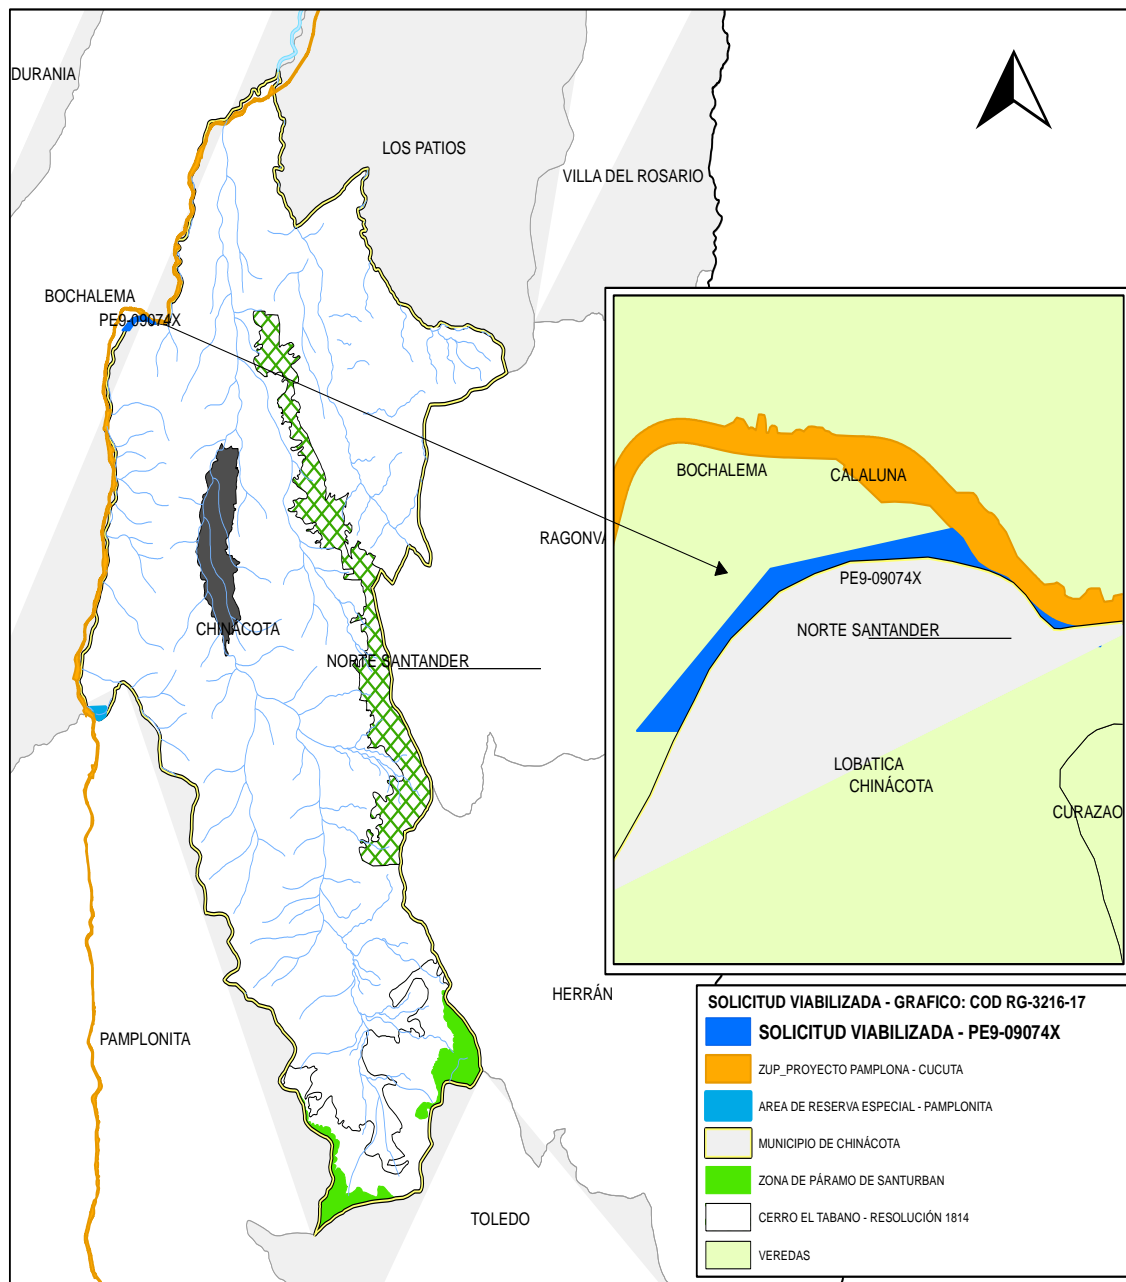 DURANIA
LOS PATIOS
VILLA DEL ROSARIO
BOCHALEMA
PE9-09074X
RAGONVA
CHINÁCOTA
NORTE SANTANDER
HERRÁN
PAMPLONITA
TOLEDO
BOCHALEMA
CALALUNA
PE9-09074X
NORTE SANTANDER
LOBATICA
CHINÁCOTA
CURAZAO
SOLICITUD VIABILIZADA - GRAFICO: COD RG-3216-17
SOLICITUD VIABILIZADA - PE9-09074X
ZUP_PROYECTO PAMPLONA - CUCUTA
AREA DE RESERVA ESPECIAL - PAMPLONITA
MUNICIPIO DE CHINÁCOTA
ZONA DE PÁRAMO DE SANTURBAN
CERRO EL TABANO - RESOLUCIÓN 1814
VEREDAS